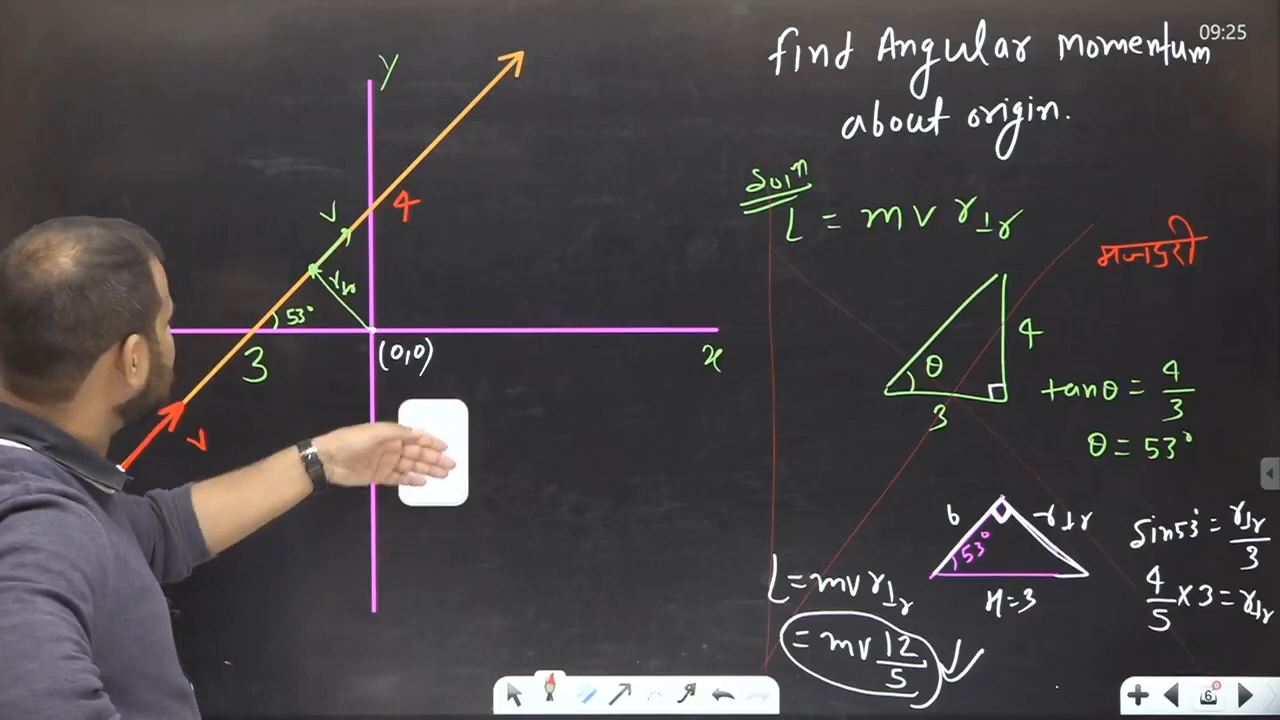 09:25
find Angular Momentum
about origin.
y
4
v
r⊥r
53°
3
(0,0)
x
v
Solⁿ
L = mv r⊥r
मजदूरी
θ
4
3
tanθ = 4/3
θ = 53°
b
r⊥r
53°
H=3
sin53° = r⊥r/3
4/5 × 3 = r⊥r
L = mv r⊥r
= mv 12/5
6